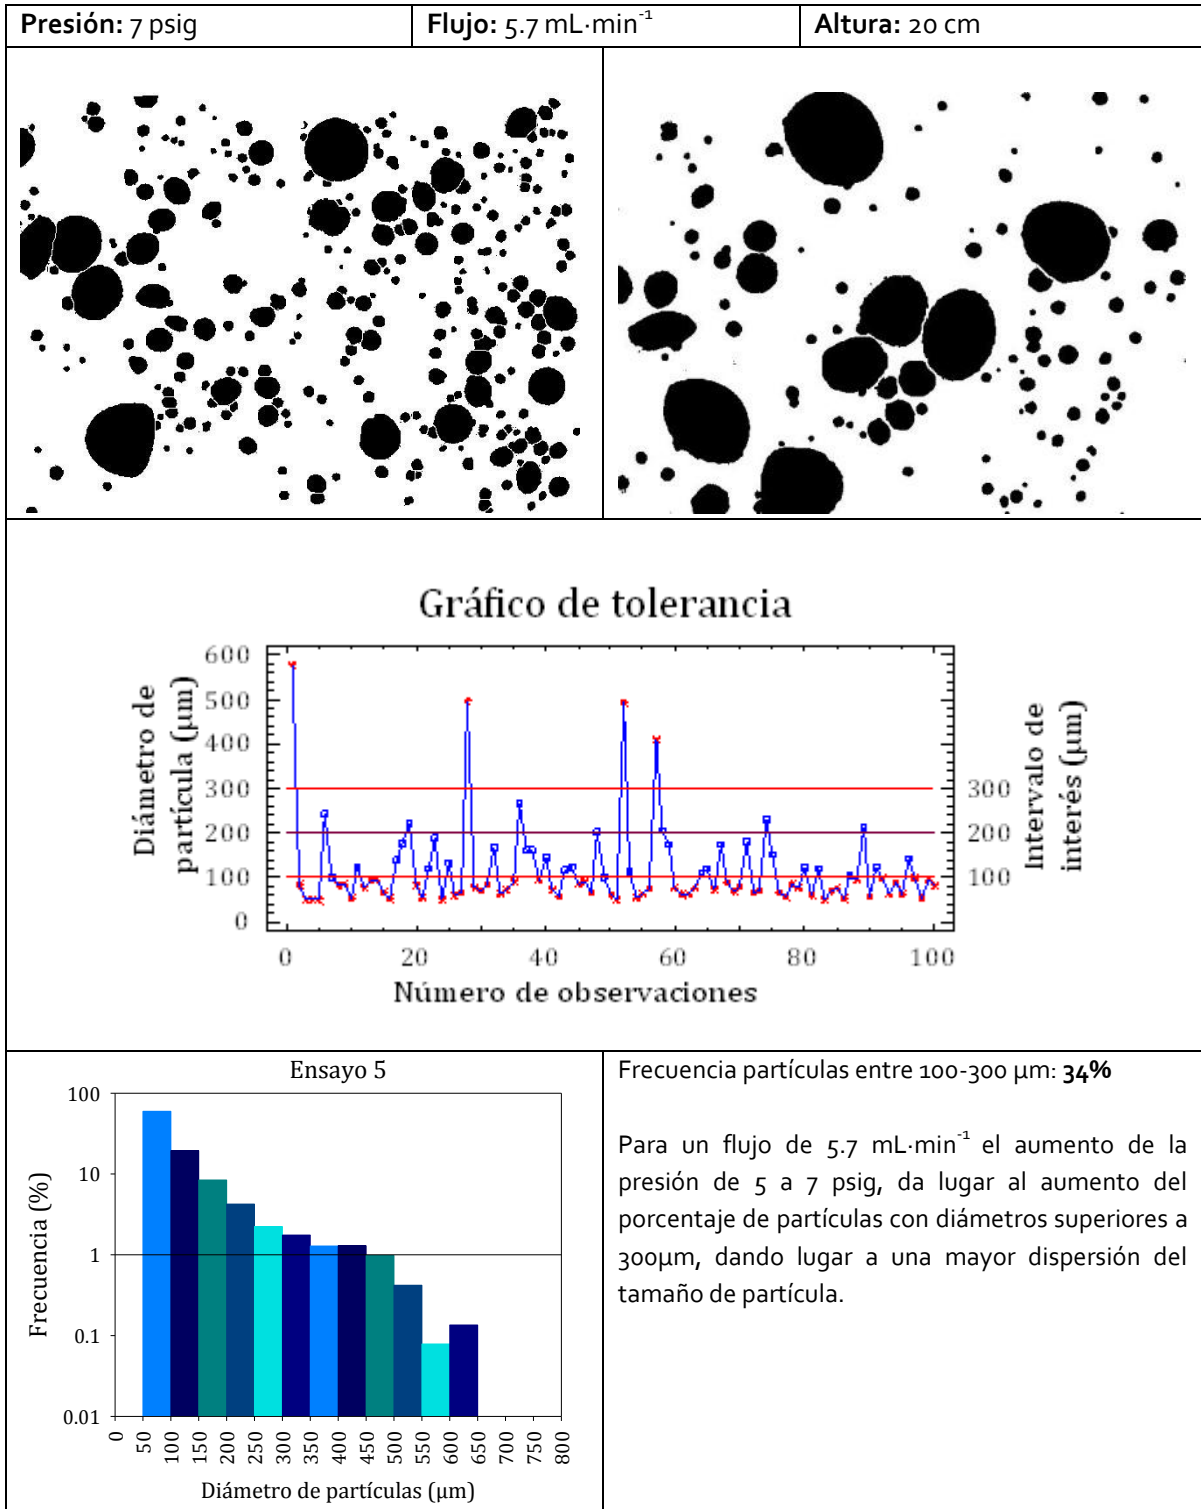 Presión: 7 psig
Flujo: 5.7 mL·min⁻¹
Altura: 20 cm
Gráfico de tolerancia
Diámetro de
partícula (µm)
600
500
400
300
200
100
0
300
200
100
Intervalo de
interés (µm)
0
20
40
60
80
100
Número de observaciones
Ensayo 5
Frecuencia (%)
100
10
1
0.1
0.01
0
50
100
150
200
250
300
350
400
450
500
550
600
650
700
750
800
Diámetro de partículas (µm)
Frecuencia partículas entre 100-300 µm: 34%
Para un flujo de 5.7 mL·min⁻¹ el aumento de la
presión de 5 a 7 psig, da lugar al aumento del
porcentaje de partículas con diámetros superiores a
300µm, dando lugar a una mayor dispersión del
tamaño de partícula.